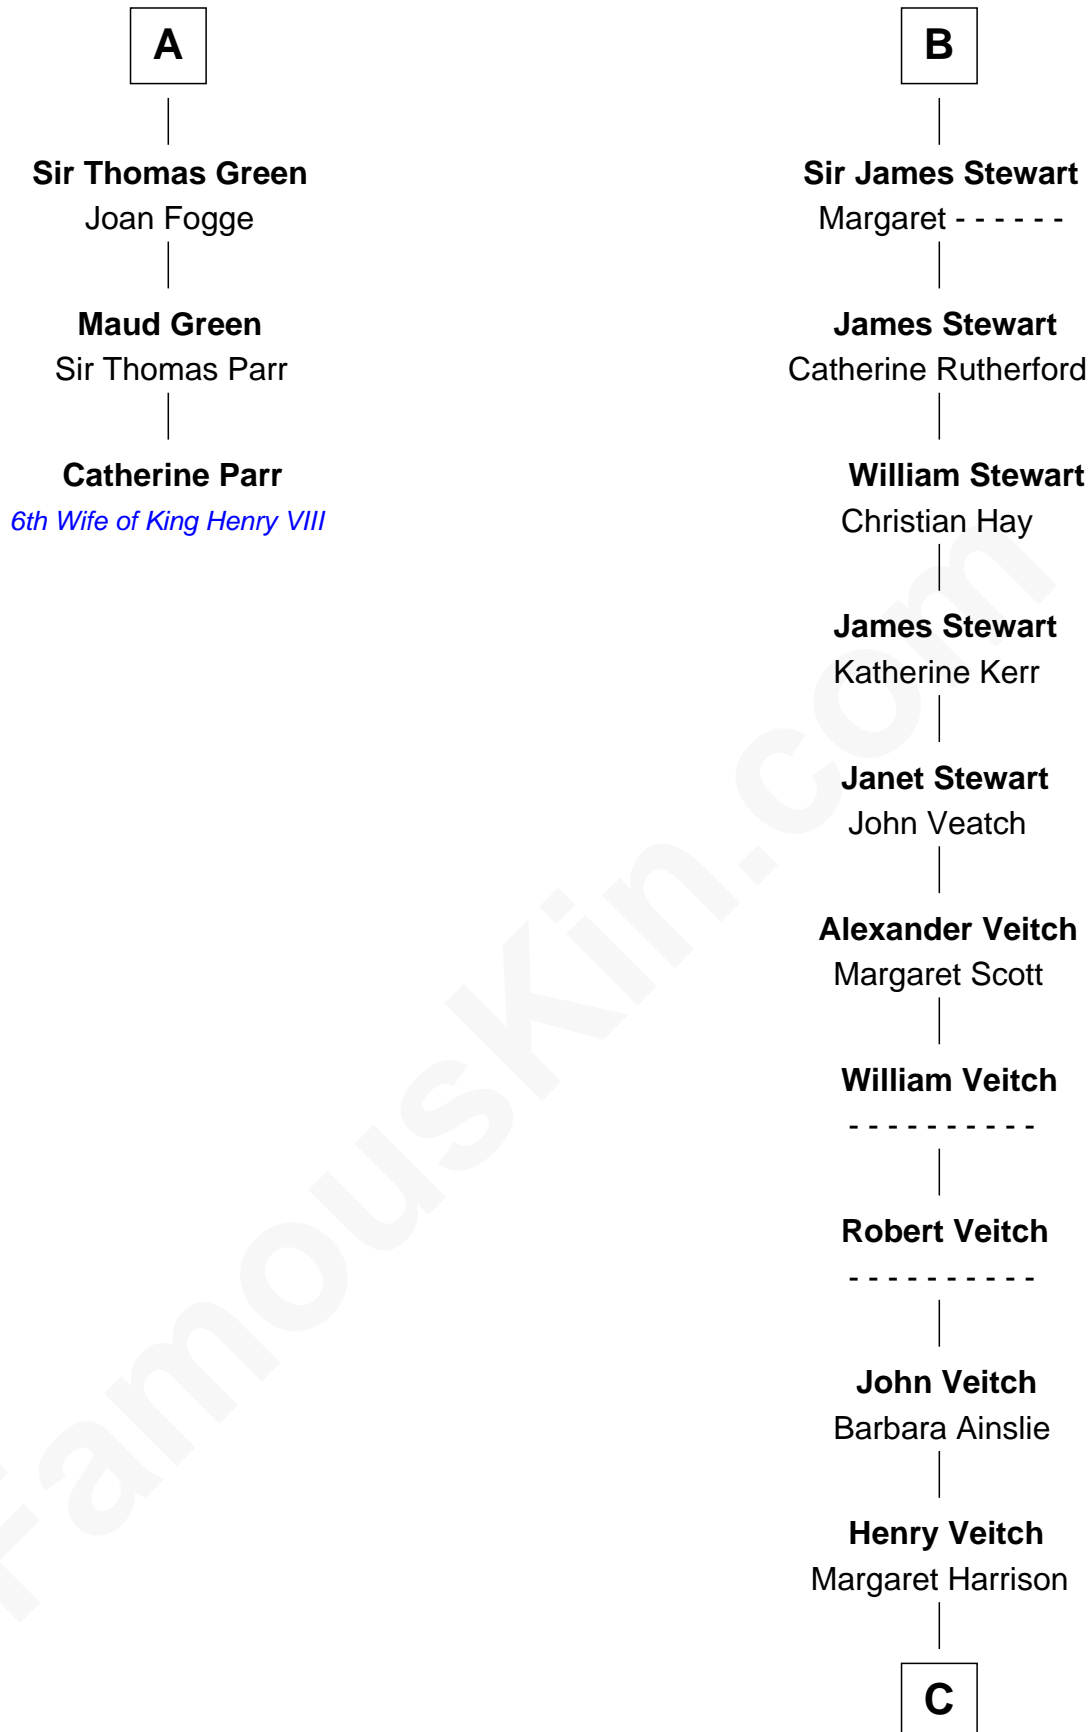 A
Sir Thomas Green
Joan Fogge
Maud Green
Sir Thomas Parr
Catherine Parr
6th Wife of King Henry VIII
B
Sir James Stewart
Margaret - - - - - -
James Stewart
Catherine Rutherford
William Stewart
Christian Hay
James Stewart
Katherine Kerr
Janet Stewart
John Veatch
Alexander Veitch
Margaret Scott
William Veitch
- - - - - - - - - -
Robert Veitch
- - - - - - - - - -
John Veitch
Barbara Ainslie
Henry Veitch
Margaret Harrison
C
FamousKin.com